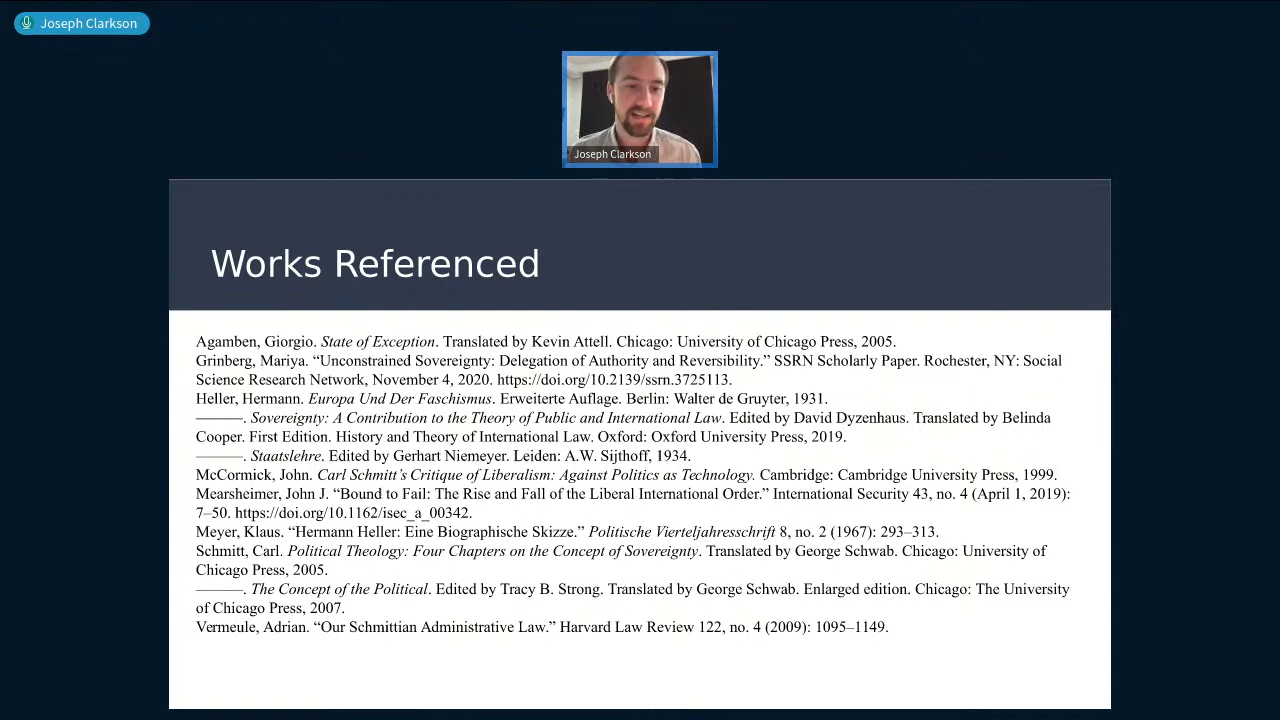 Joseph Clarkson
Joseph Clarkson
Works Referenced
Agamben, Giorgio. State of Exception. Translated by Kevin Attell. Chicago: University of Chicago Press, 2005.
Grinberg, Mariya. “Unconstrained Sovereignty: Delegation of Authority and Reversibility.” SSRN Scholarly Paper. Rochester, NY: Social
Science Research Network, November 4, 2020. https://doi.org/10.2139/ssrn.3725113.
Heller, Hermann. Europa Und Der Faschismus. Erweiterte Auflage. Berlin: Walter de Gruyter, 1931.
———. Sovereignty: A Contribution to the Theory of Public and International Law. Edited by David Dyzenhaus. Translated by Belinda
Cooper. First Edition. History and Theory of International Law. Oxford: Oxford University Press, 2019.
———. Staatslehre. Edited by Gerhart Niemeyer. Leiden: A.W. Sijthoff, 1934.
McCormick, John. Carl Schmitt’s Critique of Liberalism: Against Politics as Technology. Cambridge: Cambridge University Press, 1999.
Mearsheimer, John J. “Bound to Fail: The Rise and Fall of the Liberal International Order.” International Security 43, no. 4 (April 1, 2019):
7–50. https://doi.org/10.1162/isec_a_00342.
Meyer, Klaus. “Hermann Heller: Eine Biographische Skizze.” Politische Vierteljahresschrift 8, no. 2 (1967): 293–313.
Schmitt, Carl. Political Theology: Four Chapters on the Concept of Sovereignty. Translated by George Schwab. Chicago: University of
Chicago Press, 2005.
———. The Concept of the Political. Edited by Tracy B. Strong. Translated by George Schwab. Enlarged edition. Chicago: The University
of Chicago Press, 2007.
Vermeule, Adrian. “Our Schmittian Administrative Law.” Harvard Law Review 122, no. 4 (2009): 1095–1149.